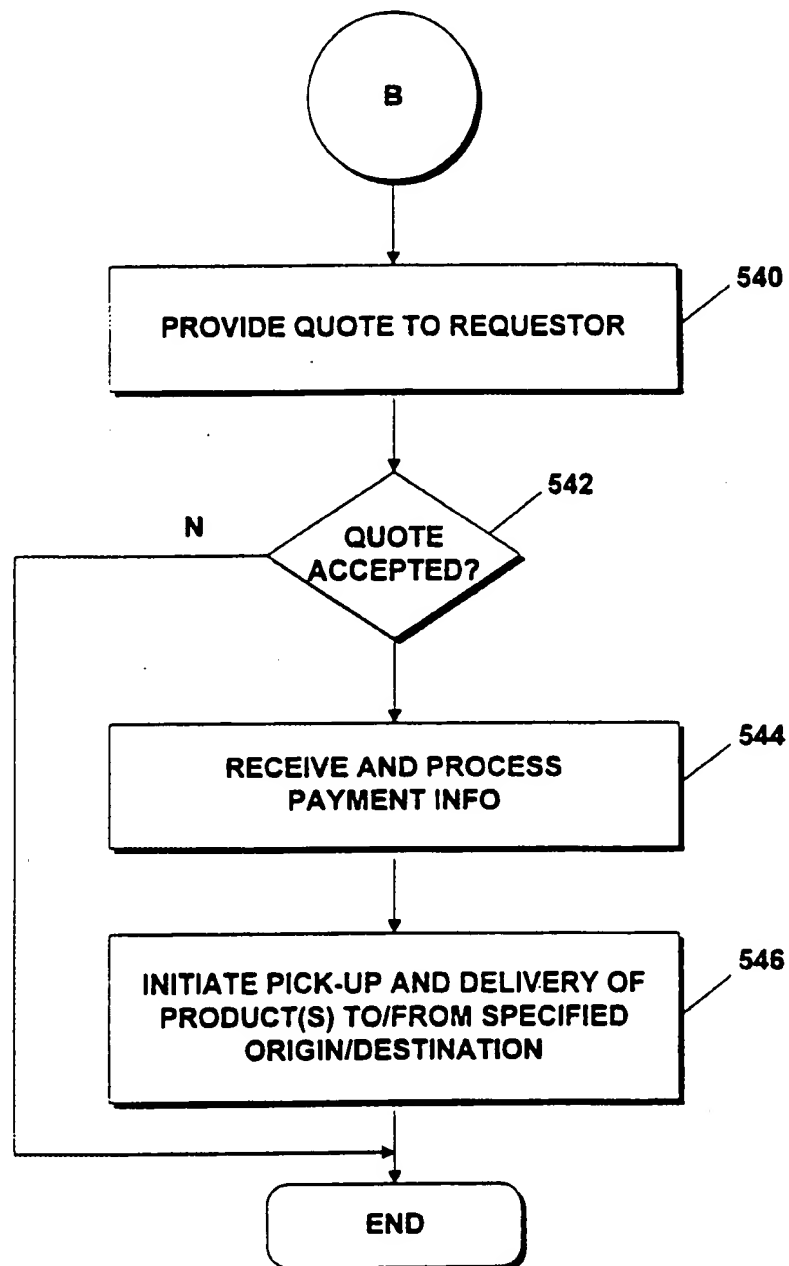 B
540
PROVIDE QUOTE TO REQUESTOR
542
N
QUOTE
ACCEPTED?
544
RECEIVE AND PROCESS
PAYMENT INFO
546
INITIATE PICK-UP AND DELIVERY OF
PRODUCT(S) TO/FROM SPECIFIED
ORIGIN/DESTINATION
END